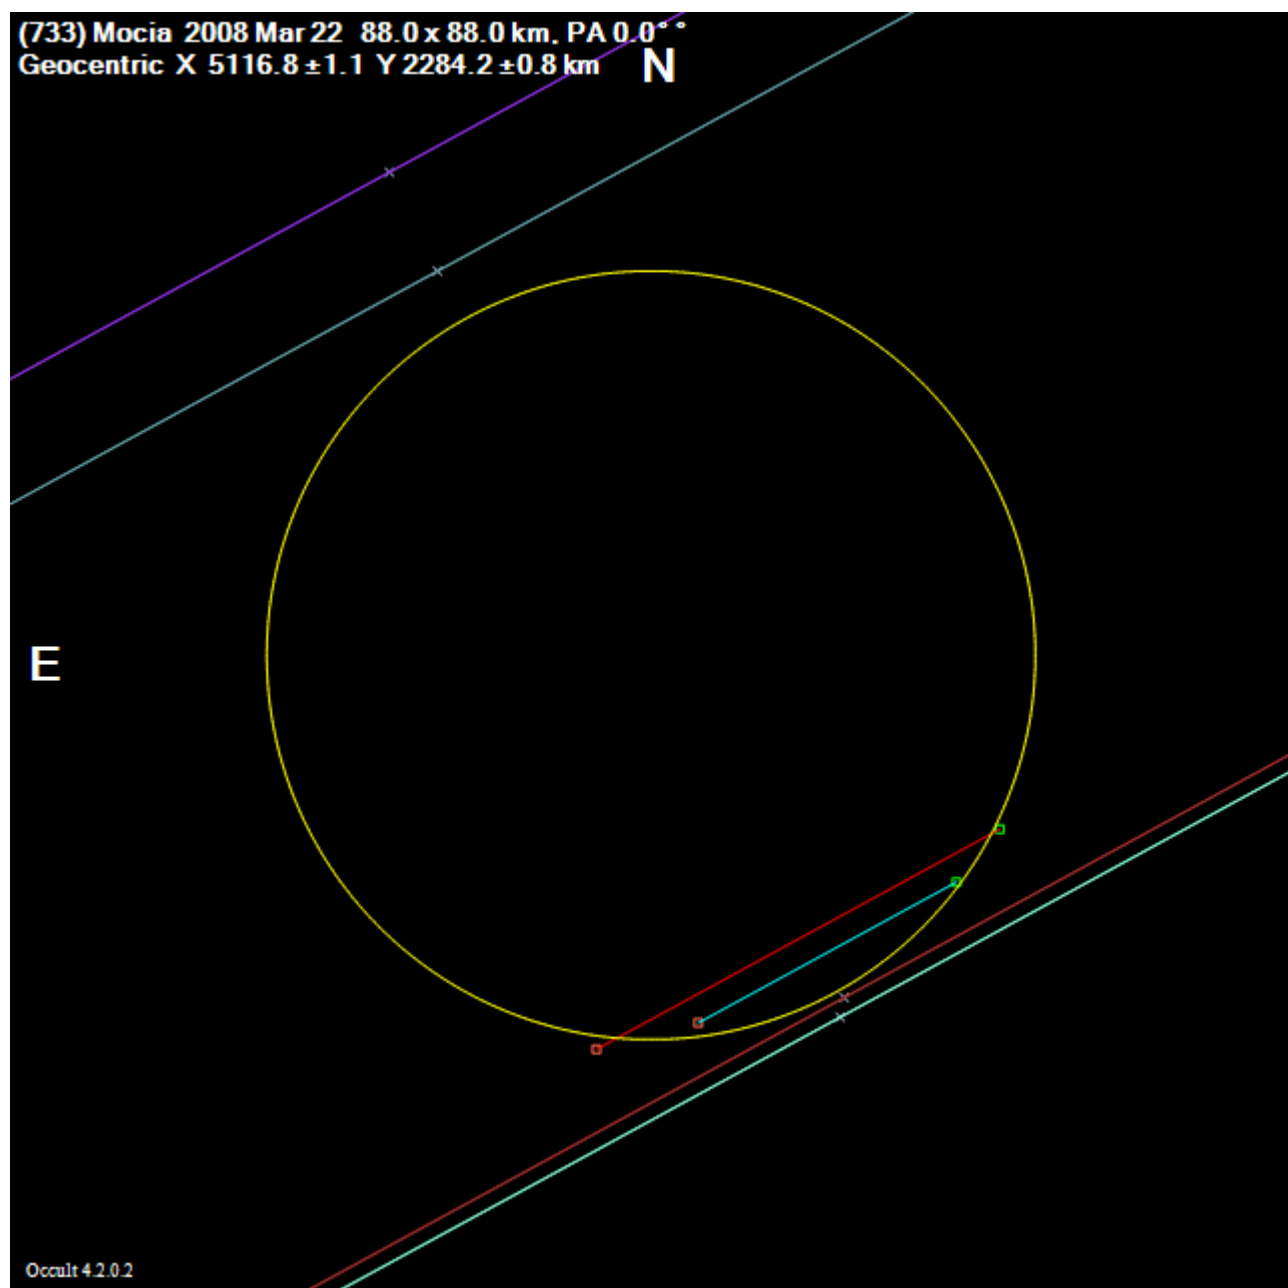 (733) Mocia 2008 Mar 22 88.0 x 88.0 km, PA 0.0° °
Geocentric X 5116.8 ±1.1 Y 2284.2 ±0.8 km
N
E
Occult 4.2.0.2